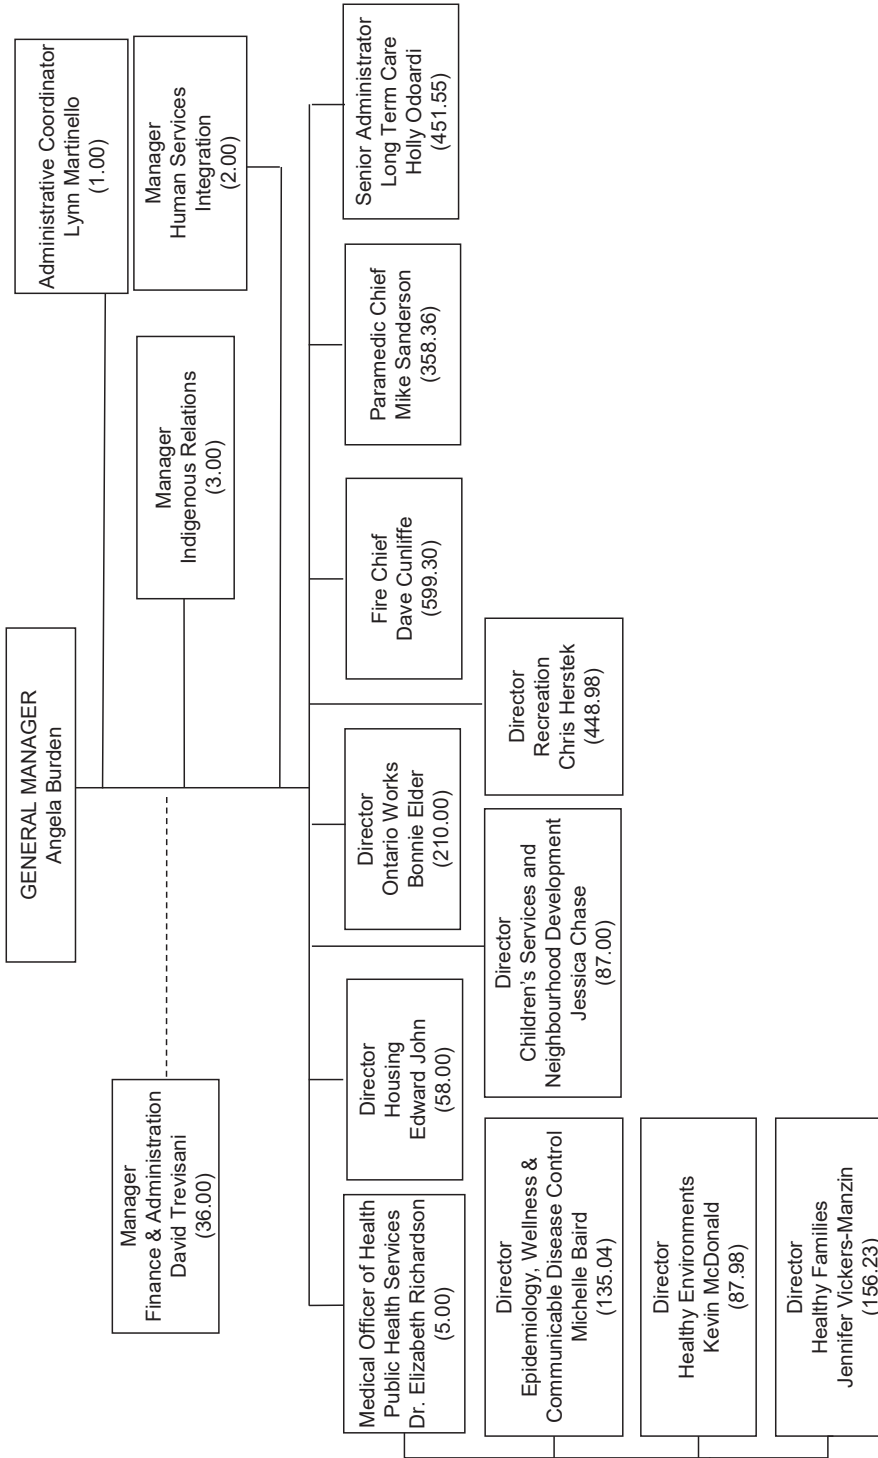 GENERAL MANAGER
Angela Burden
Administrative Coordinator
Lynn Martinello
(1.00)
Manager
Finance & Administration
David Trevisani
(36.00)
Manager
Indigenous Relations
(3.00)
Manager
Human Services
Integration
(2.00)
Medical Officer of Health
Public Health Services
Dr. Elizabeth Richardson
(5.00)
Director
Housing
Edward John
(58.00)
Director
Ontario Works
Bonnie Elder
(210.00)
Fire Chief
Dave Cunliffe
(599.30)
Paramedic Chief
Mike Sanderson
(358.36)
Senior Administrator
Long Term Care
Holly Odoardi
(451.55)
Director
Epidemiology, Wellness &
Communicable Disease Control
Michelle Baird
(135.04)
Director
Children's Services and
Neighbourhood Development
Jessica Chase
(87.00)
Director
Recreation
Chris Herstek
(448.98)
Director
Healthy Environments
Kevin McDonald
(87.98)
Director
Healthy Families
Jennifer Vickers-Manzin
(156.23)